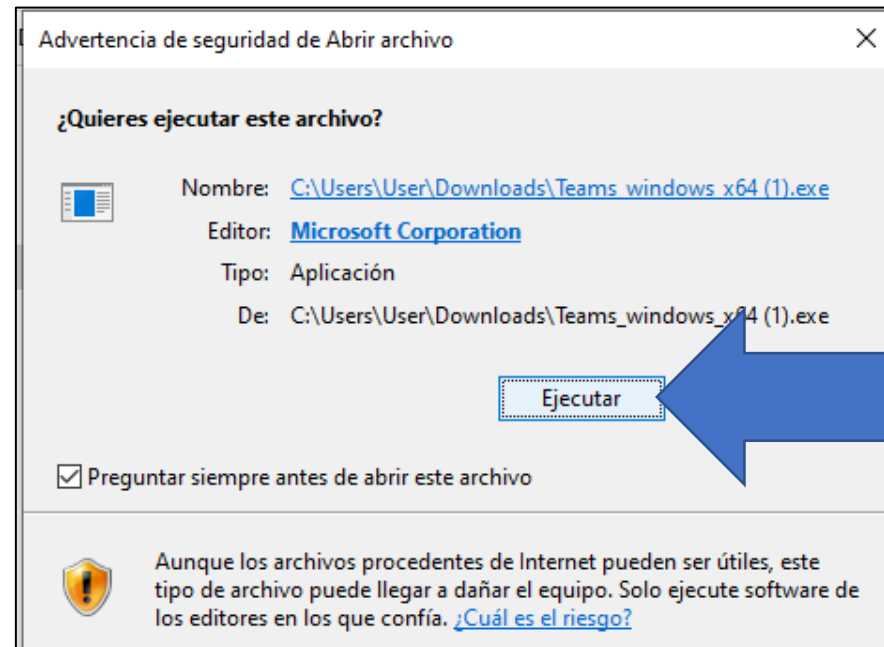 Advertencia de seguridad de Abrir archivo
¿Quieres ejecutar este archivo?
Nombre: C:\Users\User\Downloads\Teams_windows_x64 (1).exe
Editor: Microsoft Corporation
Tipo: Aplicación
De: C:\Users\User\Downloads\Teams_windows_x64 (1).exe
Ejecutar
Preguntar siempre antes de abrir este archivo
Aunque los archivos procedentes de Internet pueden ser útiles, este
tipo de archivo puede llegar a dañar el equipo. Solo ejecute software de
los editores en los que confía. ¿Cuál es el riesgo?